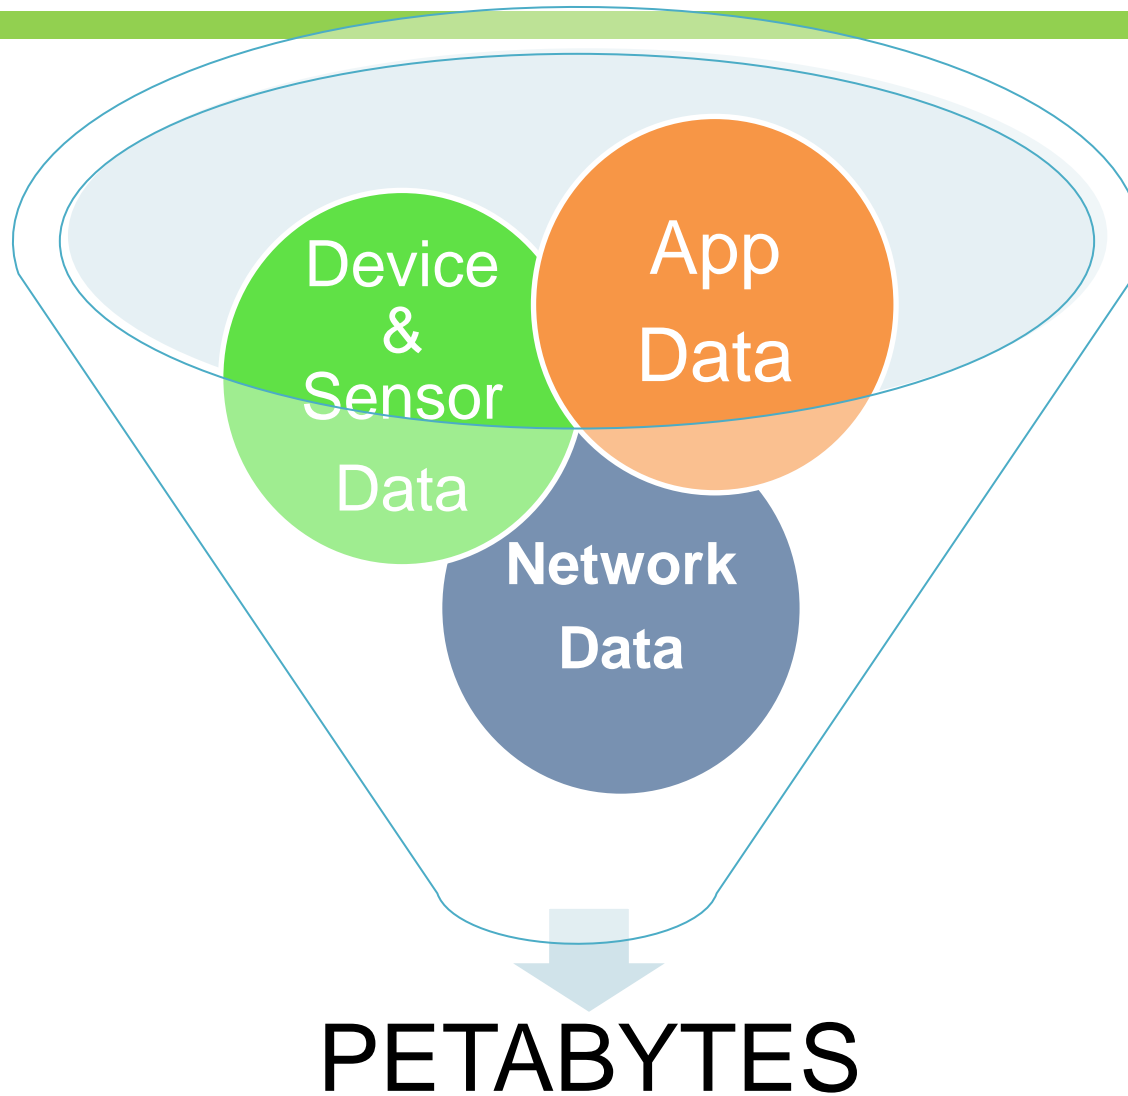 Device
&
Sensor
Data
App
Data
Network
Data
PETABYTES